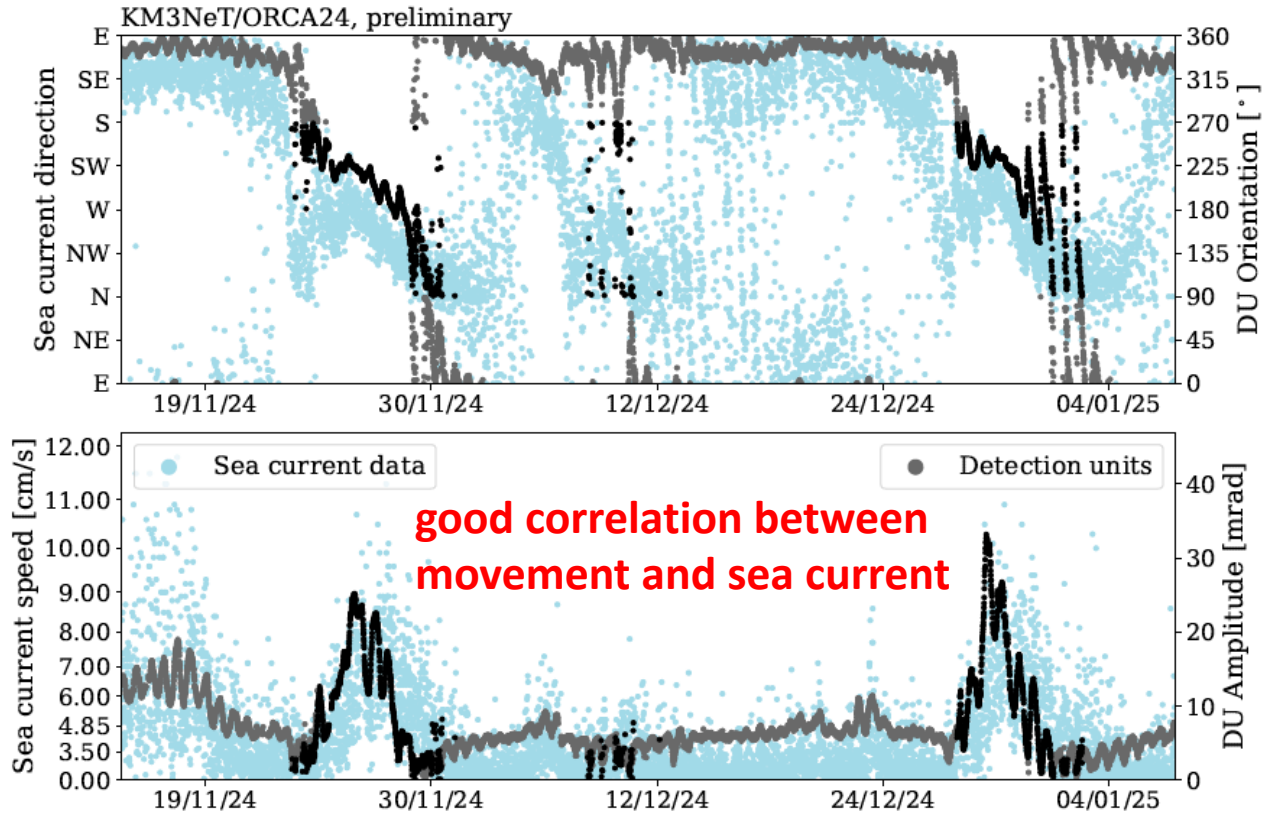 KM3NeT/ORCA24, preliminary
Sea current direction
E
SE
S
SW
W
NW
N
NE
E
360
315
270
225
180
135
90
45
0
DU Orientation [°]
19/11/24 30/11/24 12/12/24 24/12/24 04/01/25
Sea current speed [cm/s]
12.00
11.00
10.00
9.00
8.00
7.00
6.00
4.85
3.50
0.00
Sea current data
Detection units
good correlation between
movement and sea current
40
30
20
10
0
DU Amplitude [mrad]
19/11/24 30/11/24 12/12/24 24/12/24 04/01/25